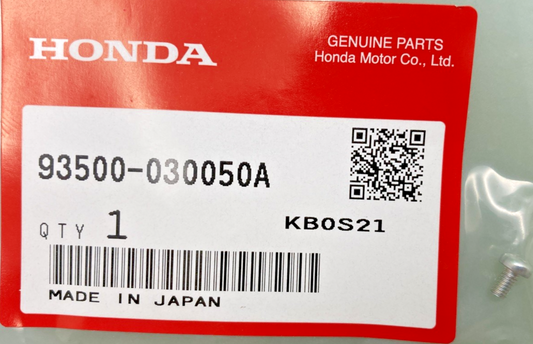 HONDA
GENUINE PARTS
Honda Motor Co., Ltd.
93500-030050A
QTY 1
KB0S21
MADE IN JAPAN